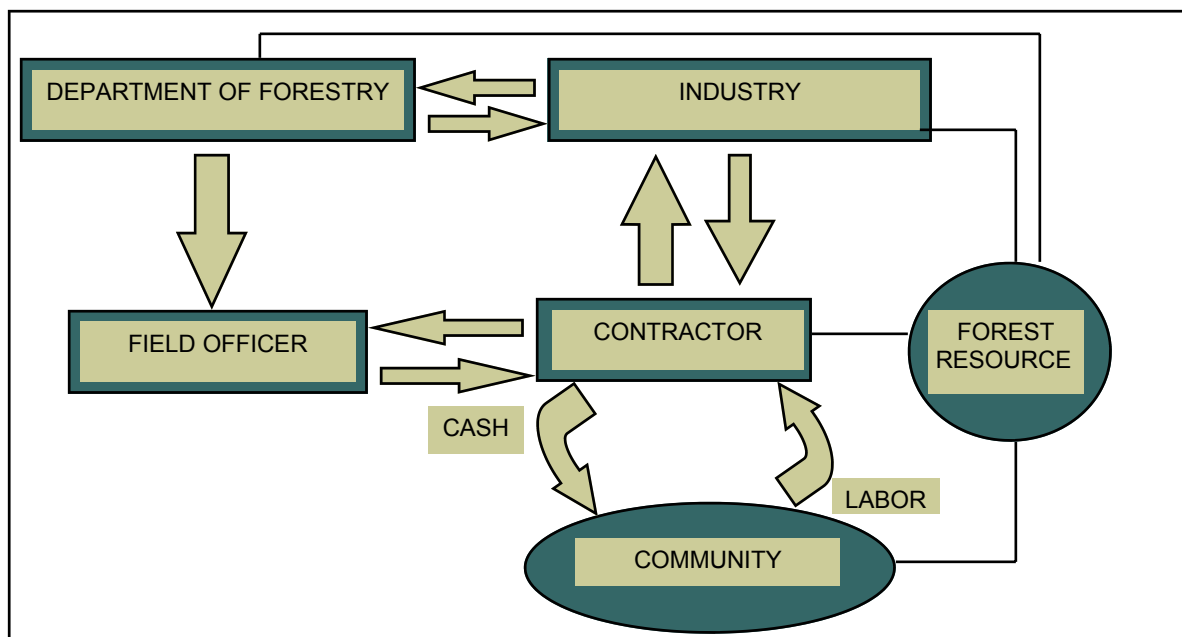 DEPARTMENT OF FORESTRY
INDUSTRY
FIELD OFFICER
CONTRACTOR
FOREST
RESOURCE
CASH
LABOR
COMMUNITY